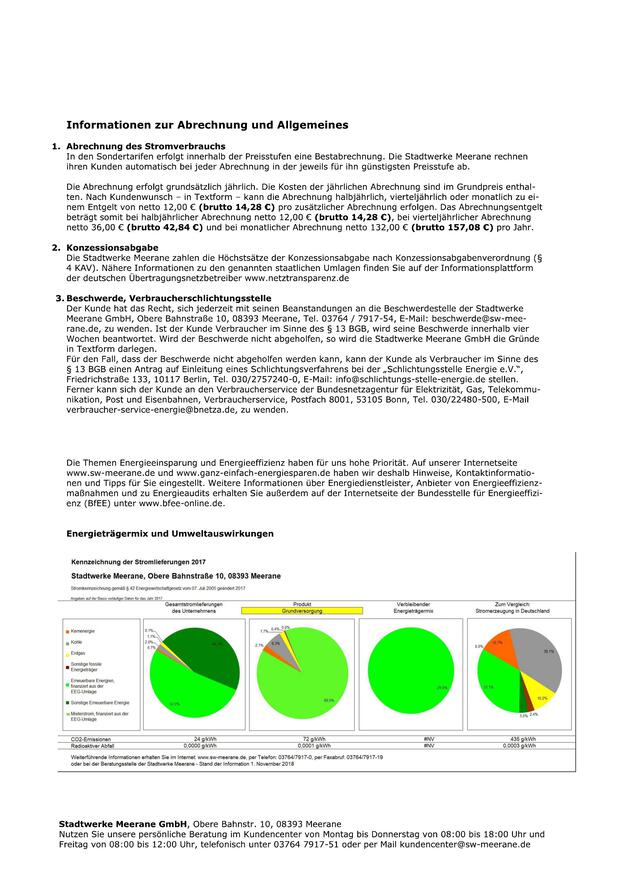 Informationen zur Abrechnung und Allgemeines
1. Abrechnung des Stromverbrauchs
In den Sondertarifen erfolgt innerhalb der Preisstufen eine Bestabrechnung. Die Stadtwerke Meerane rechnen
ihren Kunden automatisch bei jeder Abrechnung in der jeweils für ihn günstigsten Preisstufe ab.
Die Abrechnung erfolgt grundsätzlich jährlich. Die Kosten der jährlichen Abrechnung sind im Grundpreis enthal-
ten. Nach Kundenwunsch – in Textform – kann die Abrechnung halbjährlich, vierteljährlich oder monatlich zu ei-
nem Entgelt von netto 12,00 € (brutto 14,28 €) pro zusätzlicher Abrechnung erfolgen. Das Abrechnungsentgelt
beträgt somit bei halbjährlicher Abrechnung netto 12,00 € (brutto 14,28 €), bei vierteljährlicher Abrechnung
netto 36,00 € (brutto 42,84 €) und bei monatlicher Abrechnung netto 132,00 € (brutto 157,08 €) pro Jahr.
2. Konzessionsabgabe
Die Stadtwerke Meerane zahlen die Höchstsätze der Konzessionsabgabe nach Konzessionsabgabenverordnung (§
4 KAV). Nähere Informationen zu den genannten staatlichen Umlagen finden Sie auf der Informationsplattform
der deutschen Übertragungsnetzbetreiber www.netztransparenz.de
3. Beschwerde, Verbraucherschlichtungsstelle
Der Kunde hat das Recht, sich jederzeit mit seinen Beanstandungen an die Beschwerdestelle der Stadtwerke
Meerane GmbH, Obere Bahnstraße 10, 08393 Meerane, Tel. 03764 / 7917-54, E-Mail: beschwerde@sw-mee-
rane.de, zu wenden. Ist der Kunde Verbraucher im Sinne des § 13 BGB, wird seine Beschwerde innerhalb vier
Wochen beantwortet. Wird der Beschwerde nicht abgeholfen, so wird die Stadtwerke Meerane GmbH die Gründe
in Textform darlegen.
Für den Fall, dass der Beschwerde nicht abgeholfen werden kann, kann der Kunde als Verbraucher im Sinne des
§ 13 BGB einen Antrag auf Einleitung eines Schlichtungsverfahrens bei der „Schlichtungsstelle Energie e.V.“,
Friedrichstraße 133, 10117 Berlin, Tel. 030/2757240-0, E-Mail: info@schlichtungs-stelle-energie.de stellen.
Ferner kann sich der Kunde an den Verbraucherservice der Bundesnetzagentur für Elektrizität, Gas, Telekommu-
nikation, Post und Eisenbahnen, Verbraucherservice, Postfach 8001, 53105 Bonn, Tel. 030/22480-500, E-Mail
verbraucher-service-energie@bnetza.de, zu wenden.
Die Themen Energieeinsparung und Energieeffizienz haben für uns hohe Priorität. Auf unserer Internetseite
www.sw-meerane.de und www.ganz-einfach-energiesparen.de haben wir deshalb Hinweise, Kontaktinformatio-
nen und Tipps für Sie eingestellt. Weitere Informationen über Energiedienstleister, Anbieter von Energieeffizienz-
maßnahmen und zu Energieaudits erhalten Sie außerdem auf der Internetseite der Bundesstelle für Energieeffizi-
enz (BfEE) unter www.bfee-online.de.
Energieträgermix und Umweltauswirkungen
Kennzeichnung der Stromlieferungen 2017
Stadtwerke Meerane, Obere Bahnstraße 10, 08393 Meerane
Stromkennzeichnung gemäß § 42 Energiewirtschaftgesetz vom 07. Juli 2005 geändert 2017
Angaben auf der Basis vorläufiger Daten für das Jahr 2017
Gesamtstromlieferungen
des Unternehmens
Produkt
Grundversorgung
Verbleibender
Energieträgermix
Zum Vergleich:
Stromerzeugung in Deutschland
Kernenergie
Kohle
Erdgas
Sonstige fossile
Energieträger
Erneuerbare Energien,
finanziert aus der
EEG-Umlage
Sonstige Erneuerbare Energie
Mieterstrom, finanziert aus der
EEG-Umlage
CO2-Emissionen 24 g/kWh 72 g/kWh #NV 435 g/kWh
Radioaktiver Abfall 0,0000 g/kWh 0,0001 g/kWh #NV 0,0003 g/kWh
Weiterführende Informationen erhalten Sie im Internet: www.sw-meerane.de, per Telefon: 03764/7917-0, per Faxabruf: 03764/7917-19
oder bei der Beratungsstelle der Stadtwerke Meerane - Stand der Information 1. November 2018
Stadtwerke Meerane GmbH, Obere Bahnstr. 10, 08393 Meerane
Nutzen Sie unsere persönliche Beratung im Kundencenter von Montag bis Donnerstag von 08:00 bis 18:00 Uhr und
Freitag von 08:00 bis 12:00 Uhr, telefonisch unter 03764 7917-51 oder per Mail kundencenter@sw-meerane.de